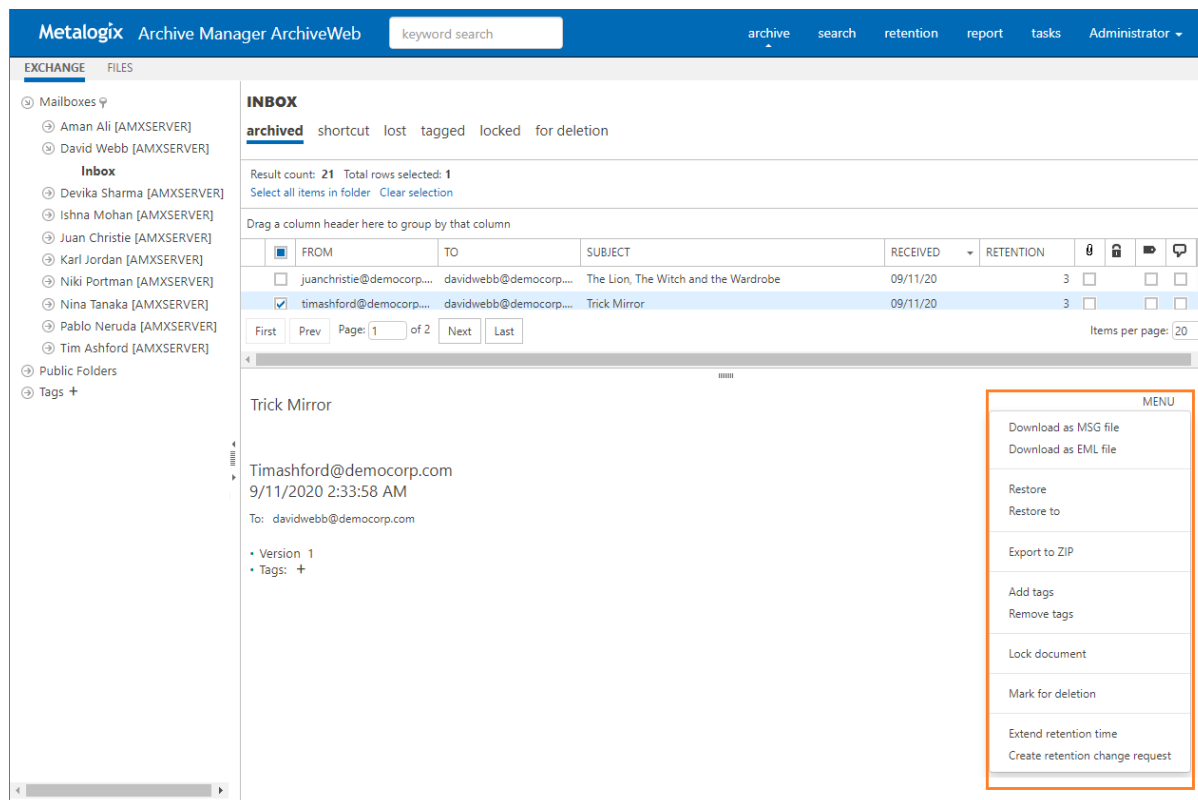 Metalogix Archive Manager ArchiveWeb keyword search archive search retention report tasks Administrator
EXCHANGE FILES
Mailboxes
Aman Ali [AMXSERVER]
David Webb [AMXSERVER]
Inbox
Devika Sharma [AMXSERVER]
Ishna Mohan [AMXSERVER]
Juan Christie [AMXSERVER]
Karl Jordan [AMXSERVER]
Niki Portman [AMXSERVER]
Nina Tanaka [AMXSERVER]
Pablo Neruda [AMXSERVER]
Tim Ashford [AMXSERVER]
Public Folders
Tags +
INBOX
archived shortcut lost tagged locked for deletion
Result count: 21 Total rows selected: 1
Select all items in folder Clear selection
Drag a column header here to group by that column
FROM TO SUBJECT RECEIVED RETENTION
juanchristie@democorp.... davidwebb@democorp.... The Lion, The Witch and the Wardrobe 09/11/20 3
timashford@democorp.... davidwebb@democorp.... Trick Mirror 09/11/20 3
First Prev Page: 1 of 2 Next Last Items per page: 20
Trick Mirror
Timashford@democorp.com
9/11/2020 2:33:58 AM
To: davidwebb@democorp.com
• Version 1
• Tags: +
MENU
Download as MSG file
Download as EML file
Restore
Restore to
Export to ZIP
Add tags
Remove tags
Lock document
Mark for deletion
Extend retention time
Create retention change request